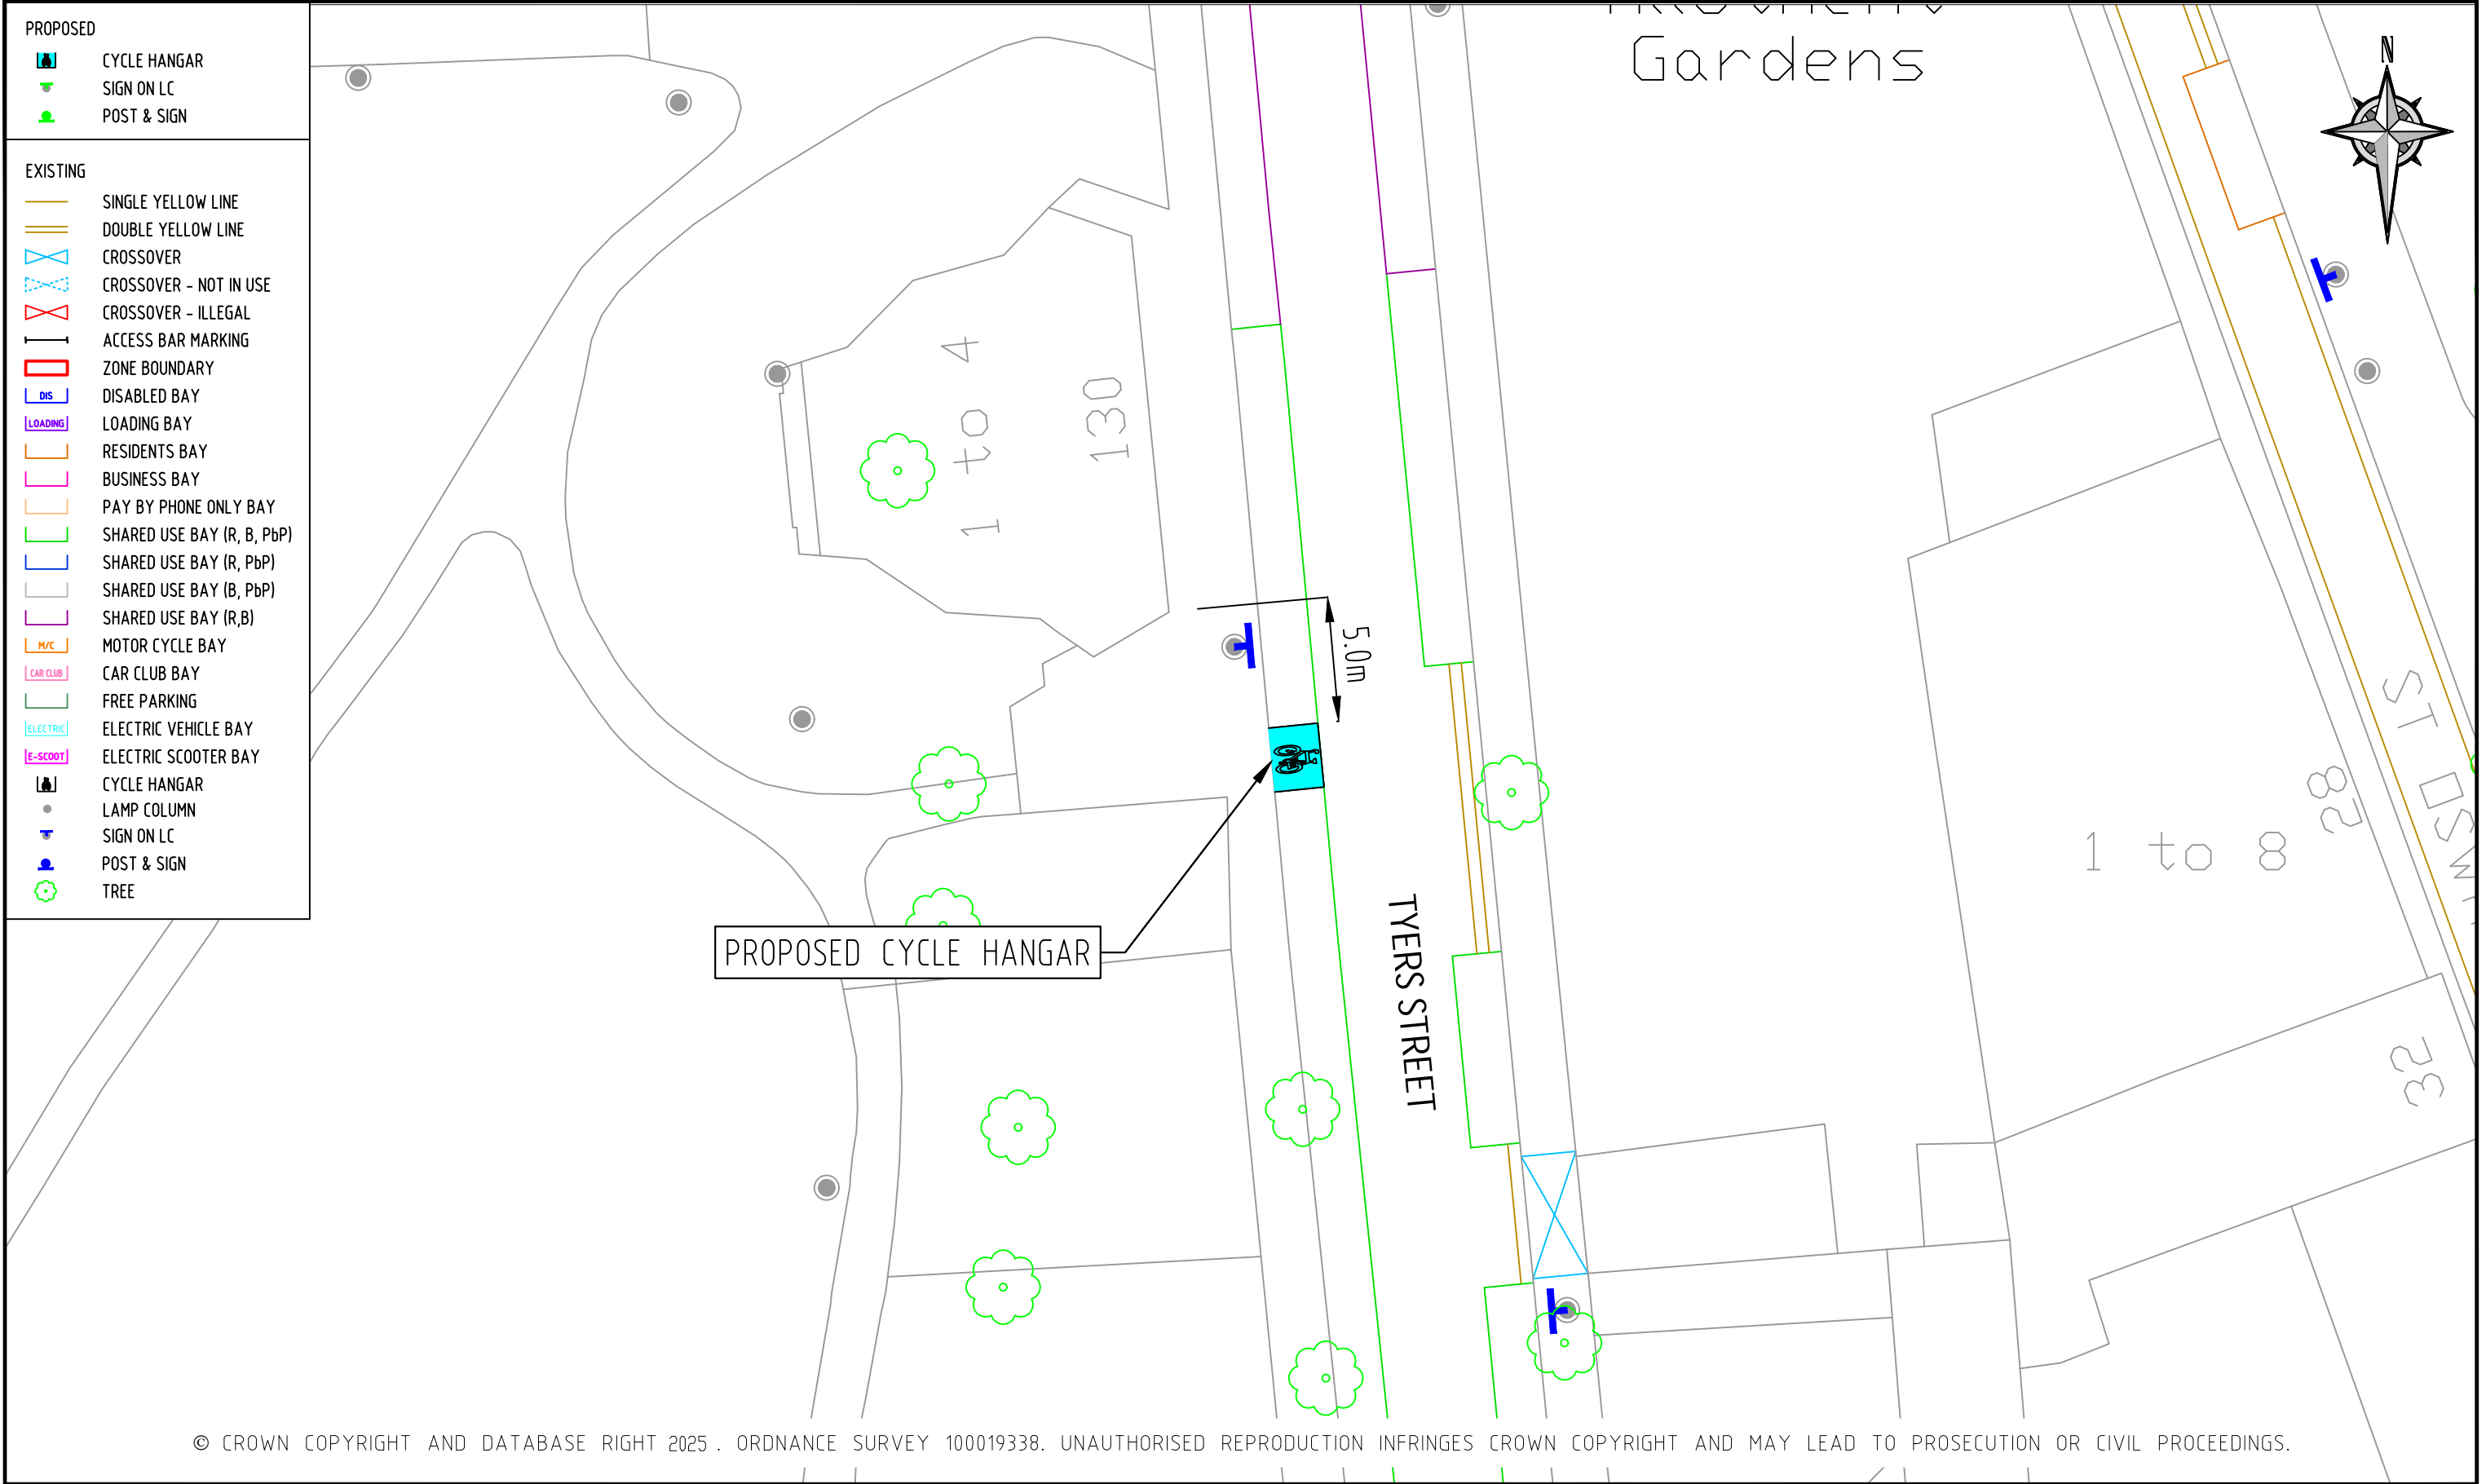 PROPOSED
CYCLE HANGAR
SIGN ON LC
POST & SIGN
EXISTING
SINGLE YELLOW LINE
DOUBLE YELLOW LINE
CROSSOVER
CROSSOVER - NOT IN USE
CROSSOVER - ILLEGAL
ACCESS BAR MARKING
ZONE BOUNDARY
DIS DISABLED BAY
LOADING LOADING BAY
RESIDENTS BAY
BUSINESS BAY
PAY BY PHONE ONLY BAY
SHARED USE BAY (R, B, PbP)
SHARED USE BAY (R, PbP)
SHARED USE BAY (B, PbP)
SHARED USE BAY (R,B)
M/C MOTOR CYCLE BAY
CAR CLUB CAR CLUB BAY
FREE PARKING
ELECTRIC ELECTRIC VEHICLE BAY
E-SCOOT ELECTRIC SCOOTER BAY
CYCLE HANGAR
LAMP COLUMN
SIGN ON LC
POST & SIGN
TREE
Gardens
N
1 to 4
130
5.0m
PROPOSED CYCLE HANGAR
TYERS STREET
1 to 8
28
32
© CROWN COPYRIGHT AND DATABASE RIGHT 2025 . ORDNANCE SURVEY 100019338. UNAUTHORISED REPRODUCTION INFRINGES CROWN COPYRIGHT AND MAY LEAD TO PROSECUTION OR CIVIL PROCEEDINGS.